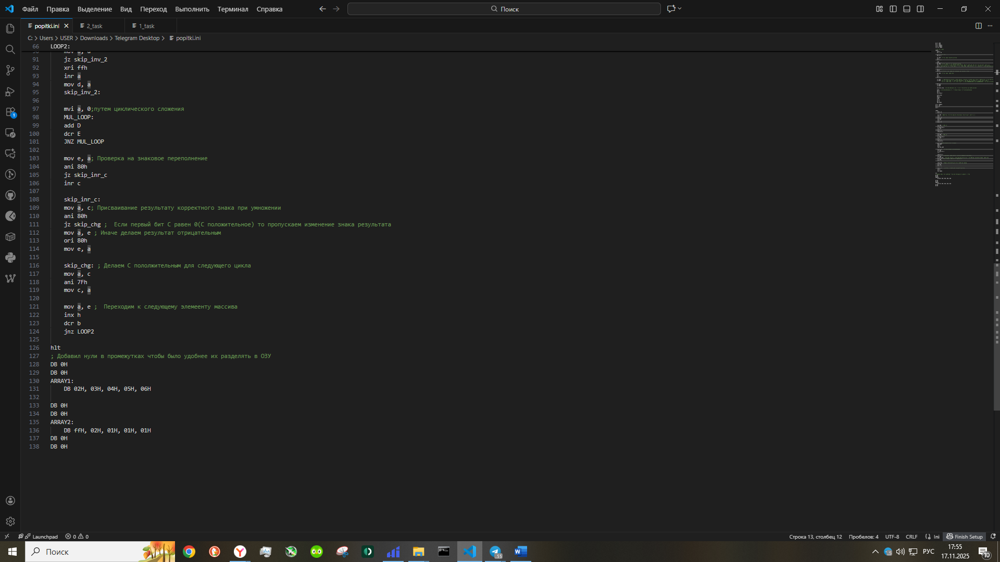 Файл Правка Выделение Вид Переход Выполнить Терминал Справка
Поиск
popitki.ini 2_task 1_task
C: > Users > USER > Downloads > Telegram Desktop > popitki.ini
66 LOOP2:
91 jz skip_inv_2
92 xri ffh
93 inr a
94 mov d, a
95 skip_inv_2:
96
97 mvi a, 0;путем циклического сложения
98 MUL_LOOP:
99 add D
100 dcr E
101 JNZ MUL_LOOP
102
103 mov e, a; Проверка на знаковое переполнение
104 ani 80h
105 jz skip_inr_c
106 inr c
107
108 skip_inr_c:
109 mov a, c; Присваивание результату корректного знака при умножении
110 ani 80h
111 jz skip_chg ;  Если первый бит C равен 0(C положительное) то пропускаем изменение знака результата
112 mov a, e ; Иначе делаем результат отрицательным
113 ori 80h
114 mov e, a
115
116 skip_chg: ; Делаем C пололжительным для следующего цикла
117 mov a, c
118 ani 7Fh
119 mov c, a
120
121 mov a, e ;  Переходим к следующему элемеенту массива
122 inx h
123 dcr b
124 jnz LOOP2
125
126 hlt
127 ; Добавил нули в промежутках чтобы было удобнее их разделять в ОЗУ
128 DB 0H
129 DB 0H
130 ARRAY1:
131 DB 02H, 03H, 04H, 05H, 06H
132
133 DB 0H
134 DB 0H
135 ARRAY2:
136 DB ffH, 02H, 01H, 01H, 01H
137 DB 0H
138 DB 0H
1
Launchpad 0 0
Строка 13, столбец 12 Пробелов: 4 UTF-8 CRLF {} Ini Finish Setup
Поиск
55
РУС
17:55
17.11.2025
10